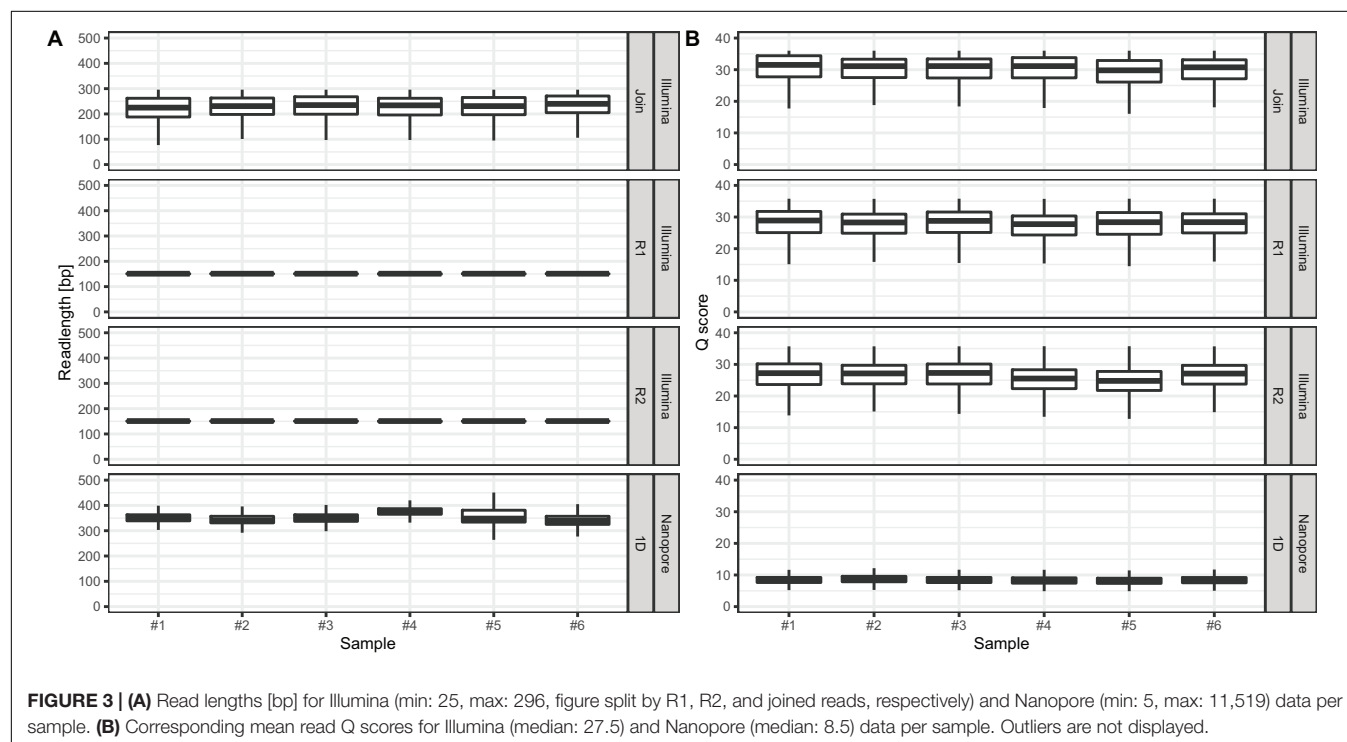 A
500
400
300
200
100
0
Join
Illumina
500
400
300
200
100
0
R1
Illumina
500
400
300
200
100
0
R2
Illumina
500
400
300
200
100
0
1D
Nanopore
Readlength [bp]
#1 #2 #3 #4 #5 #6
Sample
B
40
30
20
10
0
Join
Illumina
40
30
20
10
0
R1
Illumina
40
30
20
10
0
R2
Illumina
40
30
20
10
0
1D
Nanopore
Q score
#1 #2 #3 #4 #5 #6
Sample
FIGURE 3 | (A) Read lengths [bp] for Illumina (min: 25, max: 296, figure split by R1, R2, and joined reads, respectively) and Nanopore (min: 5, max: 11,519) data per
sample. (B) Corresponding mean read Q scores for Illumina (median: 27.5) and Nanopore (median: 8.5) data per sample. Outliers are not displayed.